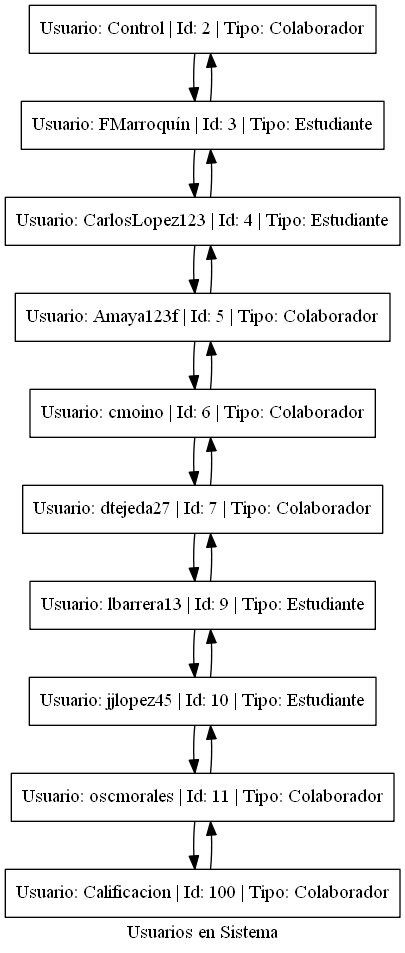 Usuario: Control | Id: 2 | Tipo: Colaborador
Usuario: FMarroquín | Id: 3 | Tipo: Estudiante
Usuario: CarlosLopez123 | Id: 4 | Tipo: Estudiante
Usuario: Amaya123f | Id: 5 | Tipo: Colaborador
Usuario: cmoino | Id: 6 | Tipo: Colaborador
Usuario: dtejeda27 | Id: 7 | Tipo: Colaborador
Usuario: lbarrera13 | Id: 9 | Tipo: Estudiante
Usuario: jjlopez45 | Id: 10 | Tipo: Estudiante
Usuario: oscmorales | Id: 11 | Tipo: Colaborador
Usuario: Calificacion | Id: 100 | Tipo: Colaborador
Usuarios en Sistema